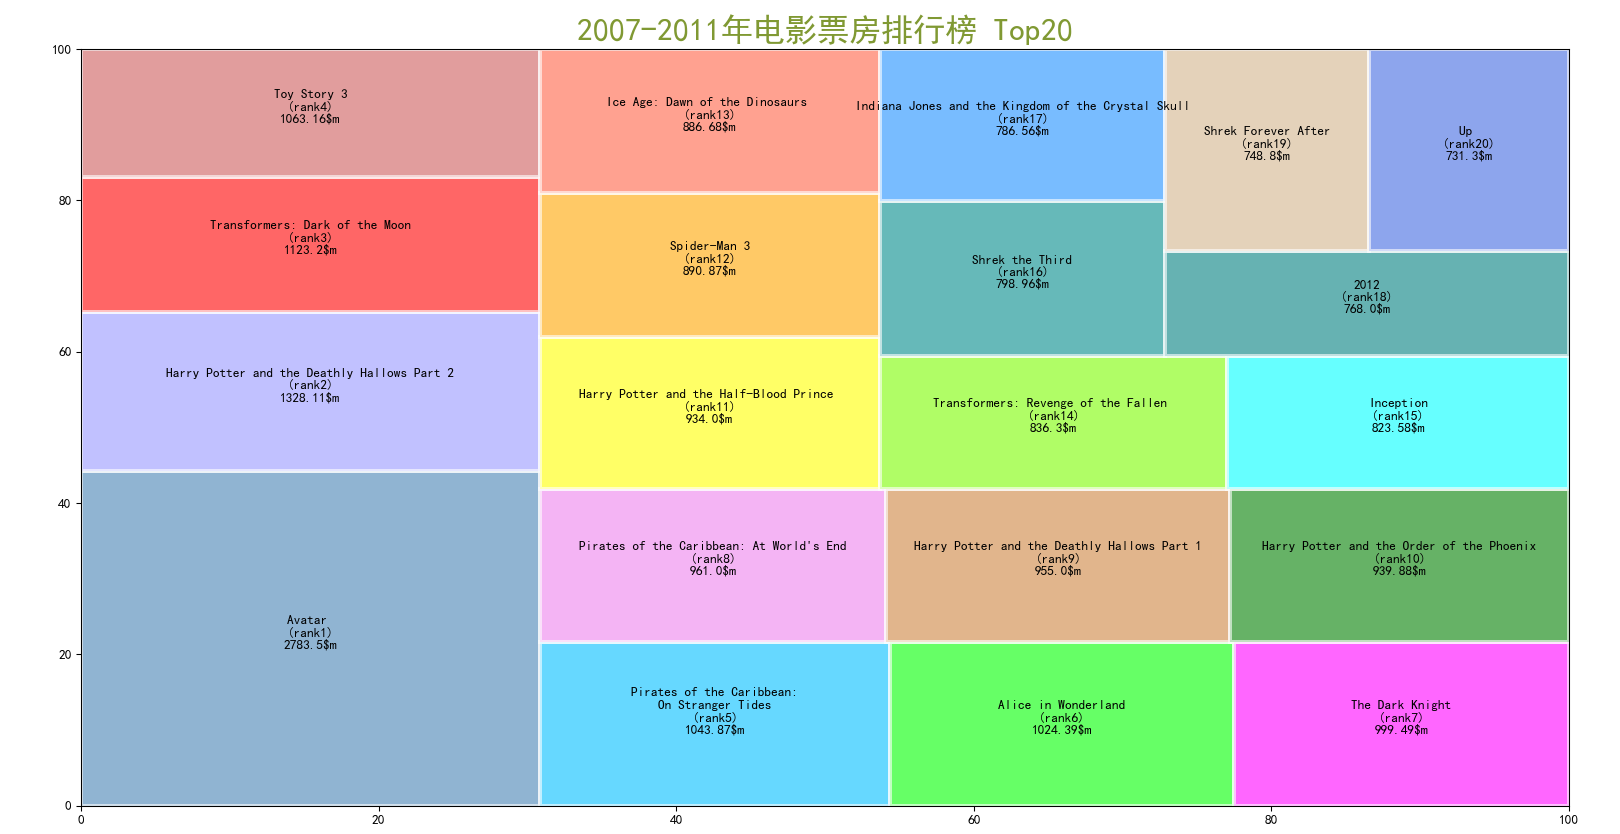 2007-2011年电影票房排行榜 Top20
100
80
60
40
20
0
Toy Story 3
(rank4)
1063.16$m
Transformers: Dark of the Moon
(rank3)
1123.2$m
Harry Potter and the Deathly Hallows Part 2
(rank2)
1328.11$m
Avatar
(rank1)
2783.5$m
Ice Age: Dawn of the Dinosaurs
(rank13)
886.68$m
Spider-Man 3
(rank12)
890.87$m
Harry Potter and the Half-Blood Prince
(rank11)
934.0$m
Indiana Jones and the Kingdom of the Crystal Skull
(rank17)
786.56$m
Shrek the Third
(rank16)
798.96$m
Shrek Forever After
(rank19)
748.8$m
Up
(rank20)
731.3$m
2012
(rank18)
768.0$m
Transformers: Revenge of the Fallen
(rank14)
836.3$m
Inception
(rank15)
823.58$m
Pirates of the Caribbean: At World's End
(rank8)
961.0$m
Harry Potter and the Deathly Hallows Part 1
(rank9)
955.0$m
Harry Potter and the Order of the Phoenix
(rank10)
939.88$m
Pirates of the Caribbean:
On Stranger Tides
(rank5)
1043.87$m
Alice in Wonderland
(rank6)
1024.39$m
The Dark Knight
(rank7)
999.49$m
0
20
40
60
80
100